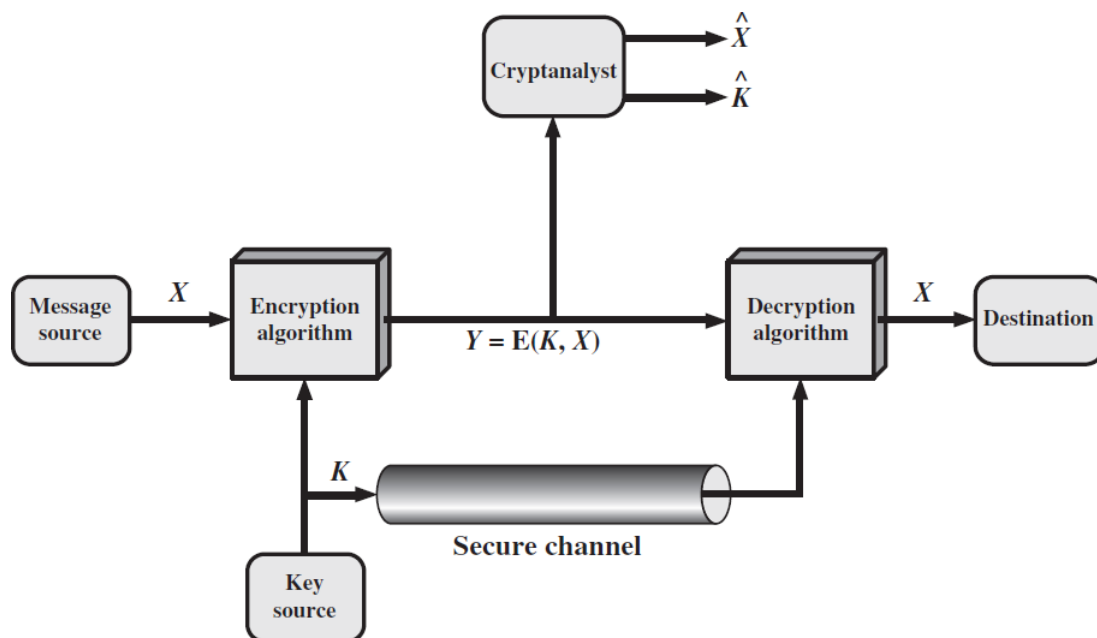 Cryptanalyst
X̂
K̂
Message
source
X
Encryption
algorithm
Y = E(K, X)
Decryption
algorithm
X
Destination
K
Secure channel
Key
source